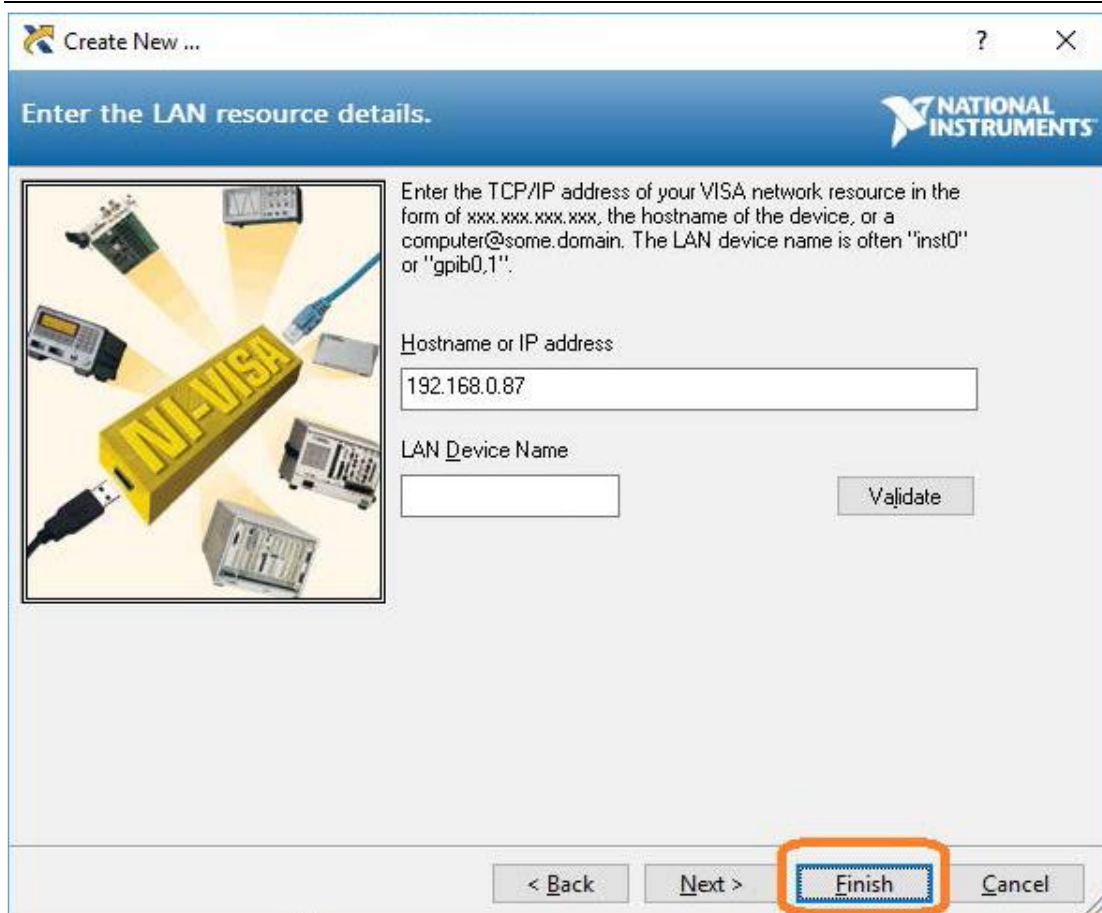 Create New ...
Enter the LAN resource details.
NATIONAL
INSTRUMENTS
Enter the TCP/IP address of your VISA network resource in the
form of xxx.xxx.xxx.xxx, the hostname of the device, or a
computer@some.domain. The LAN device name is often "inst0"
or "gpib0,1".
NI-VISA
Hostname or IP address
192.168.0.87
LAN Device Name
Validate
< Back Next > Finish Cancel